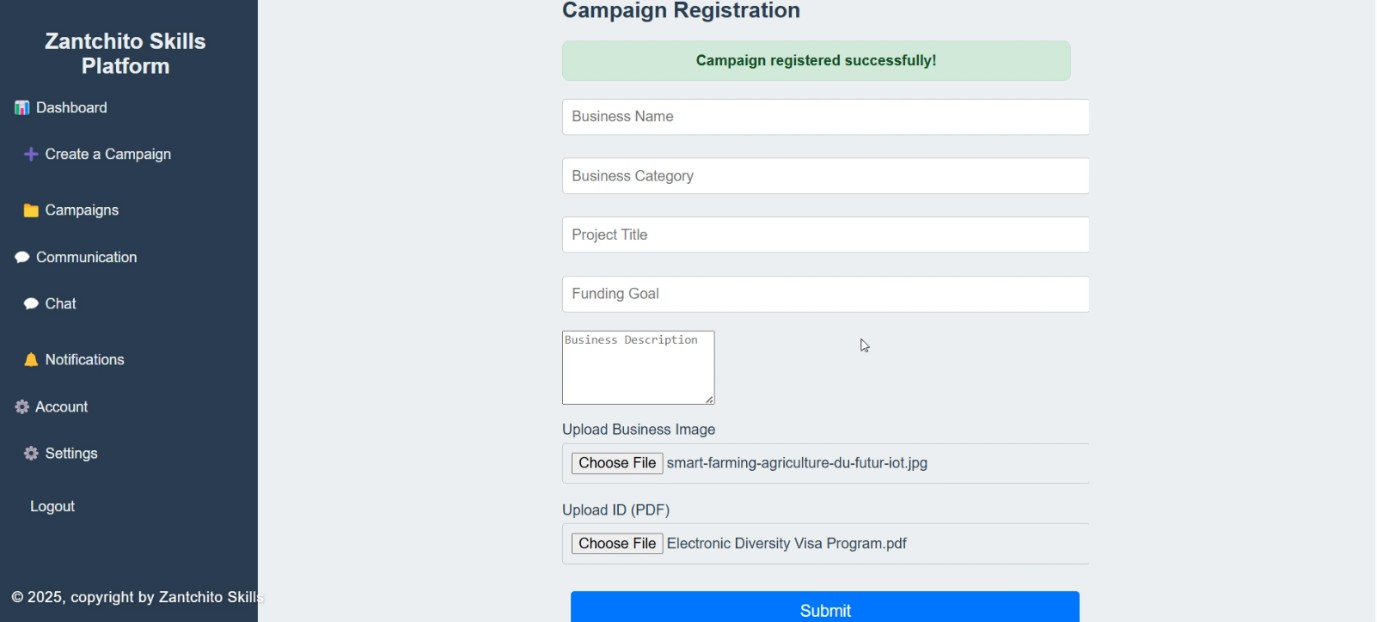 Zantchito Skills
Platform
Dashboard
Create a Campaign
Campaigns
Communication
Chat
Notifications
Account
Settings
Logout
© 2025, copyright by Zantchito Skills
Campaign Registration
Campaign registered successfully!
Business Name
Business Category
Project Title
Funding Goal
Business Description
Upload Business Image
Choose File smart-farming-agriculture-du-futur-iot.jpg
Upload ID (PDF)
Choose File Electronic Diversity Visa Program.pdf
Submit